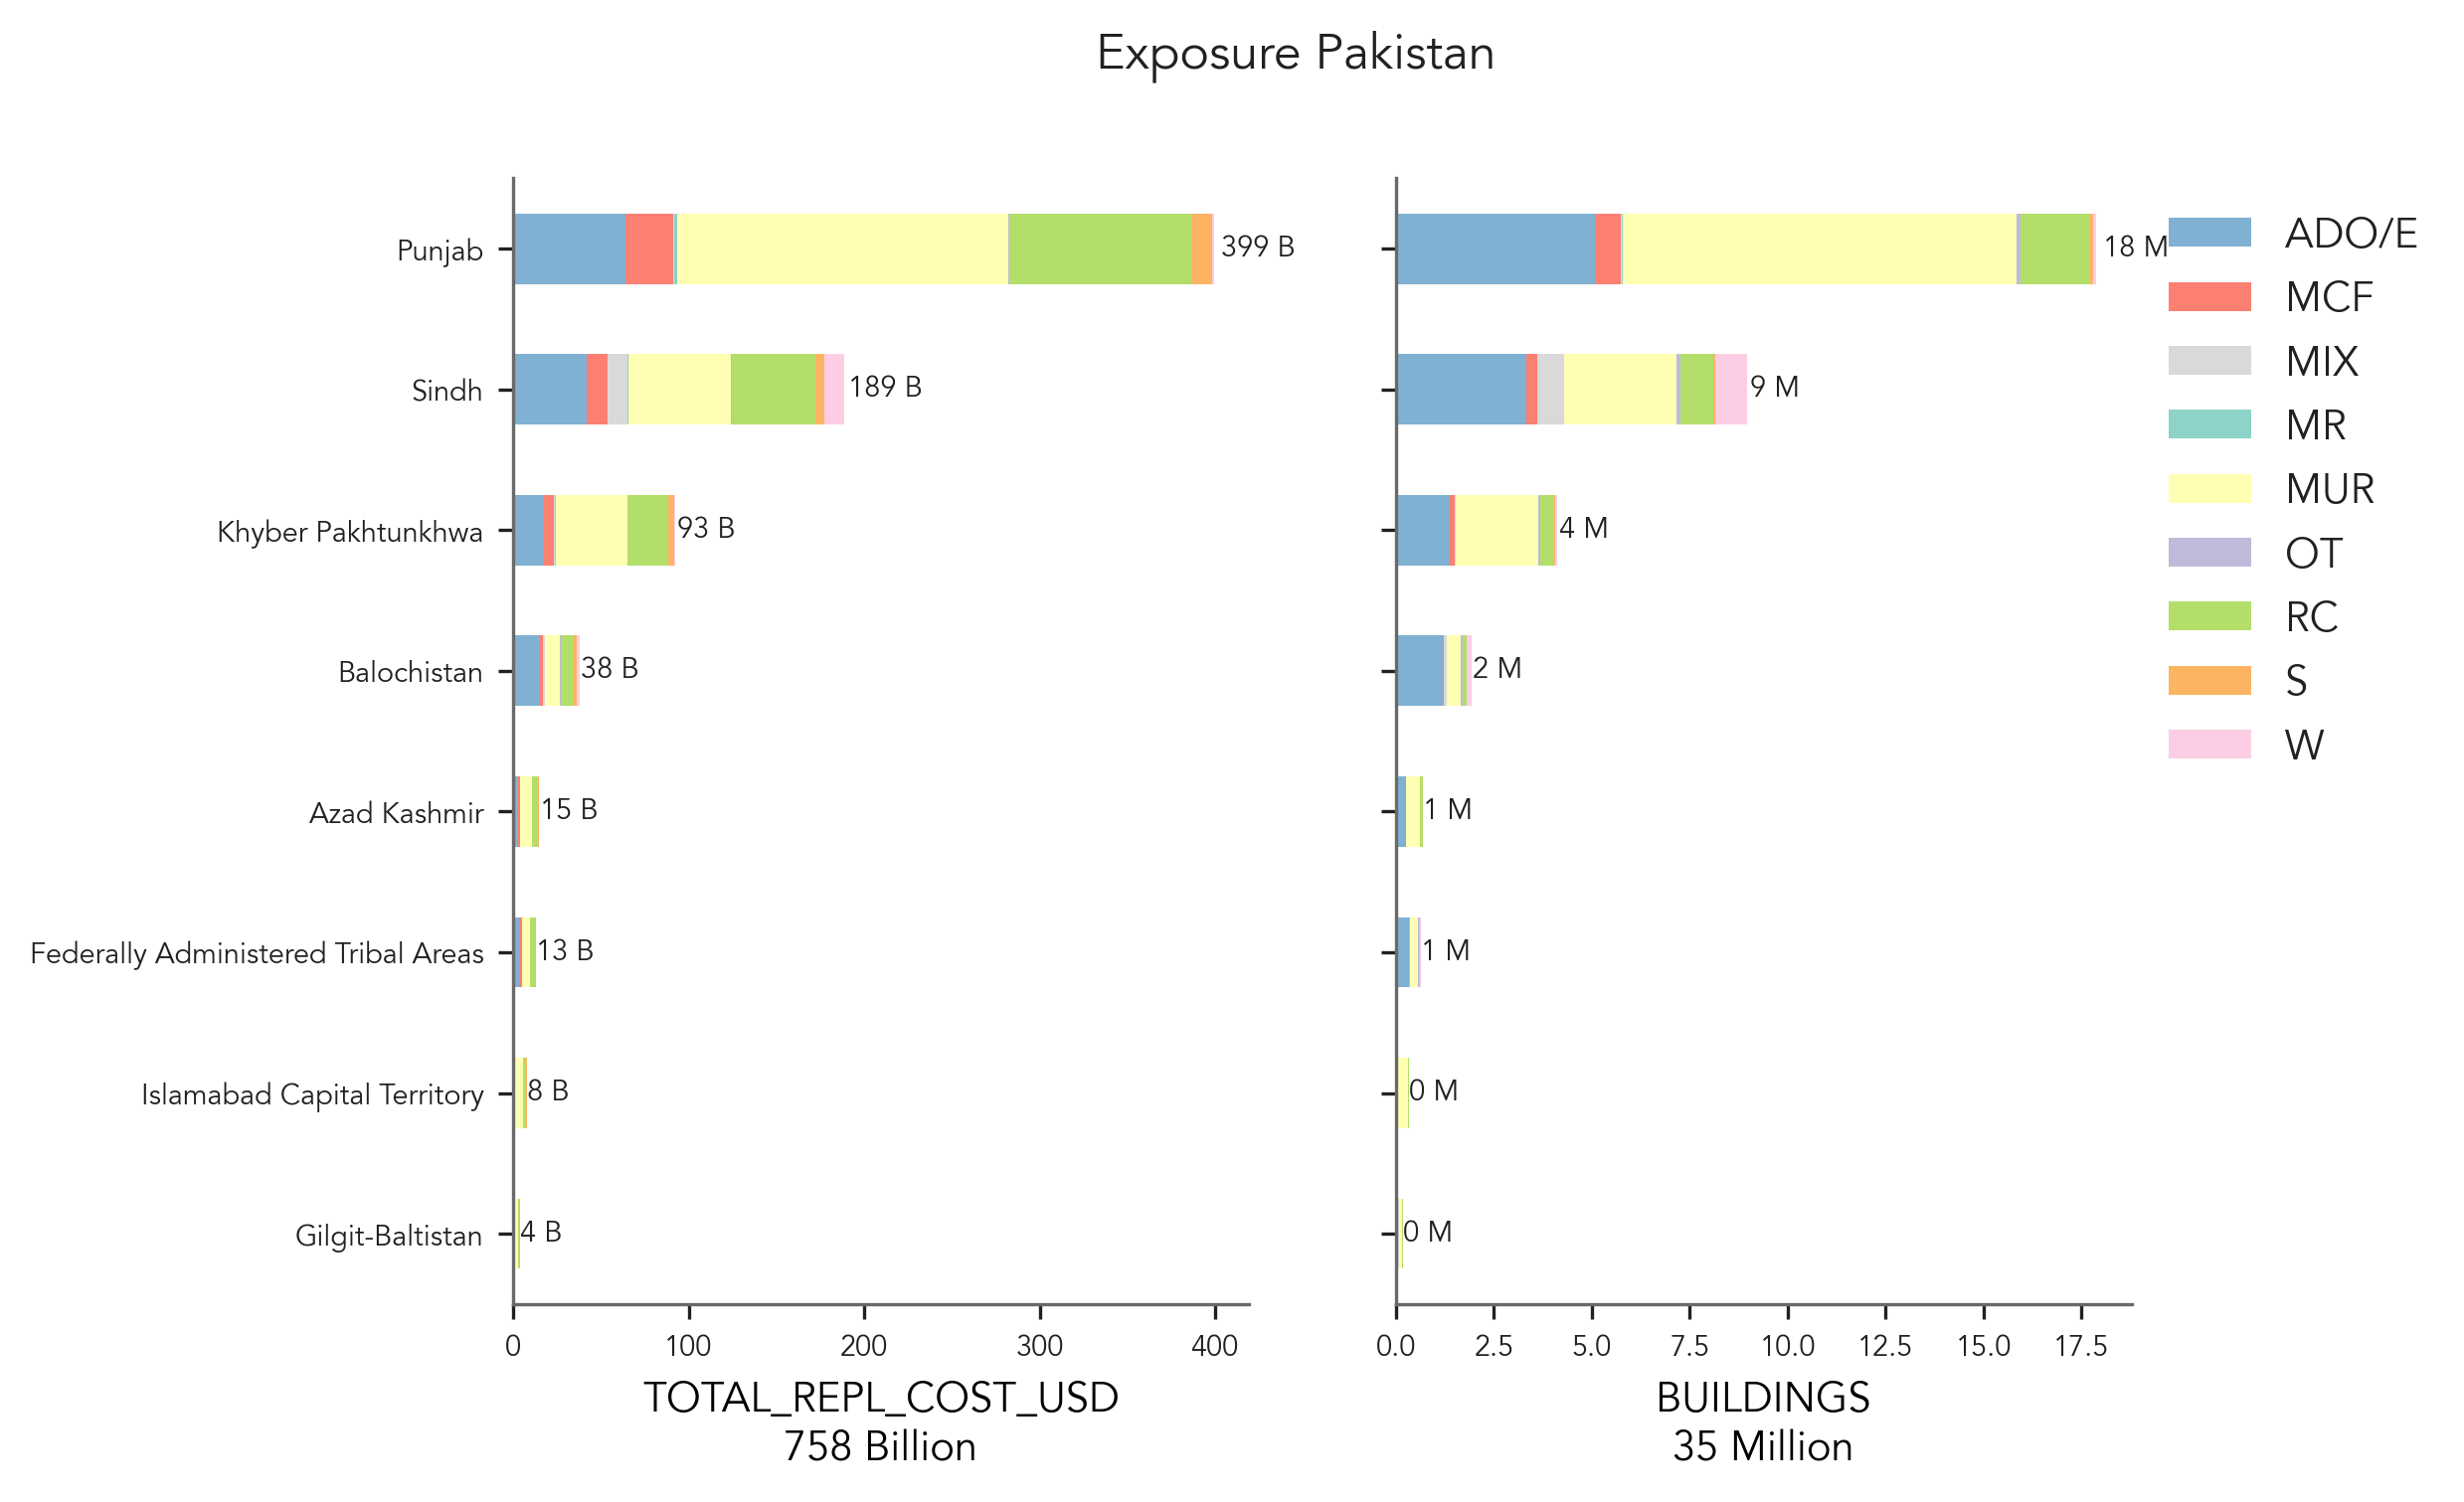 Exposure Pakistan
Punjab
Sindh
Khyber Pakhtunkhwa
Balochistan
Azad Kashmir
Federally Administered Tribal Areas
Islamabad Capital Territory
Gilgit-Baltistan
399 B
189 B
93 B
38 B
15 B
13 B
8 B
4 B
0 100 200 300 400
TOTAL_REPL_COST_USD
758 Billion
18 M
9 M
4 M
2 M
1 M
1 M
0 M
0 M
0.0 2.5 5.0 7.5 10.0 12.5 15.0 17.5
BUILDINGS
35 Million
ADO/E
MCF
MIX
MR
MUR
OT
RC
S
W